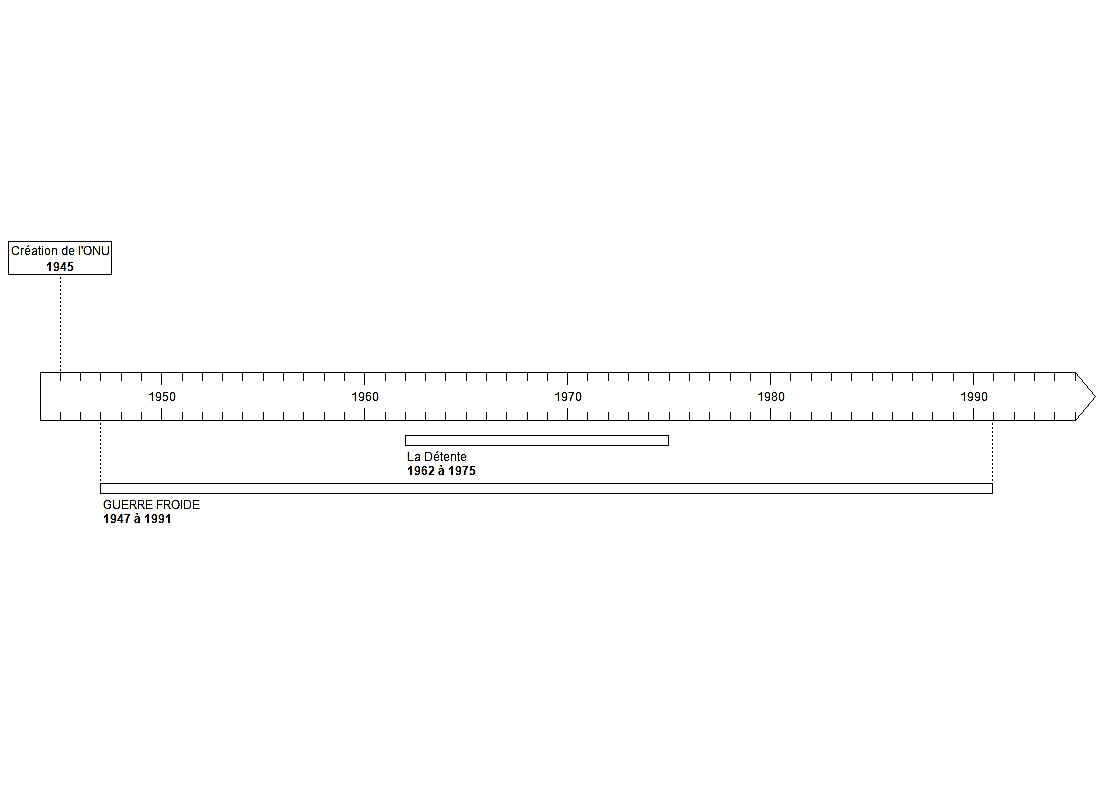 Création de l'ONU
1945
1950
1960
1970
1980
1990
La Détente
1962 à 1975
GUERRE FROIDE
1947 à 1991